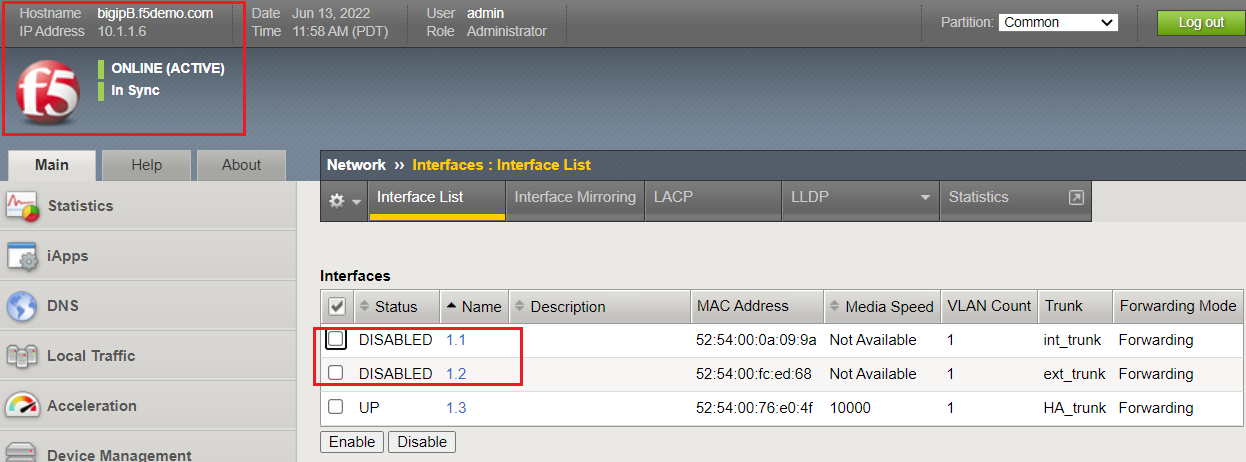 Hostname bigipB.f5demo.com Date Jun 13, 2022 User admin
IP Address 10.1.1.6 Time 11:58 AM (PDT) Role Administrator
Partition: Common Log out
f5 ONLINE (ACTIVE)
In Sync
Main Help About
Network ›› Interfaces : Interface List
Interface List Interface Mirroring LACP LLDP Statistics
Statistics
iApps
DNS
Local Traffic
Acceleration
Device Management
Interfaces
Status Name Description MAC Address Media Speed VLAN Count Trunk Forwarding Mode
DISABLED 1.1 52:54:00:0a:09:9a Not Available 1 int_trunk Forwarding
DISABLED 1.2 52:54:00:fc:ed:68 Not Available 1 ext_trunk Forwarding
UP 1.3 52:54:00:76:e0:4f 10000 1 HA_trunk Forwarding
Enable Disable